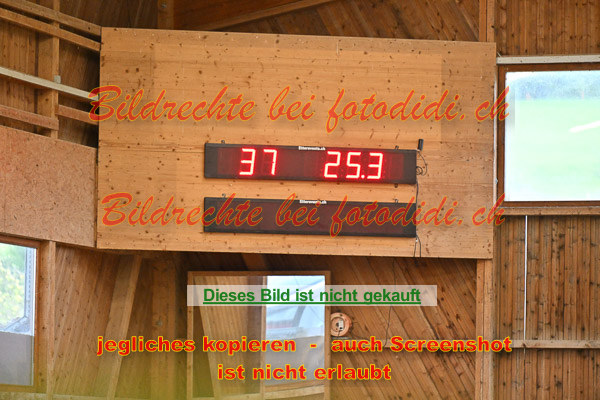 Bildrechte bei fotodidi.ch
37 25.3
Bildrechte bei fotodidi.ch
Dieses Bild ist nicht gekauft
jegliches kopieren - auch Screenshot
ist nicht erlaubt